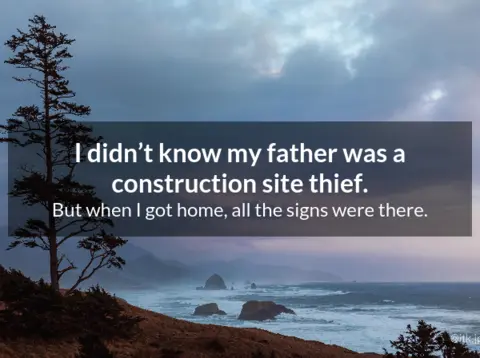 I didn’t know my father was a
construction site thief.
But when I got home, all the signs were there.